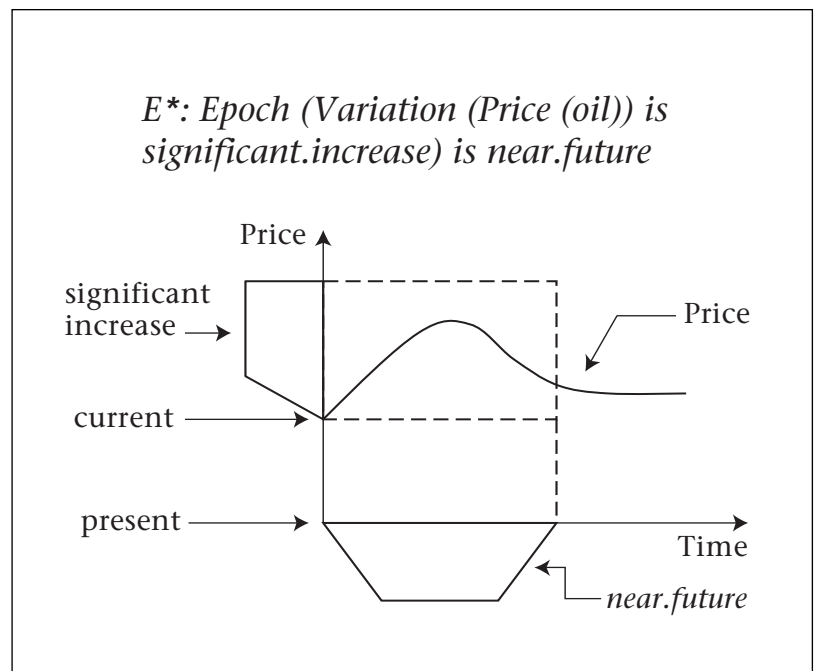 E*: Epoch (Variation (Price (oil)) is
significant.increase) is near.future
Price
significant
increase
Price
current
present
Time
near.future